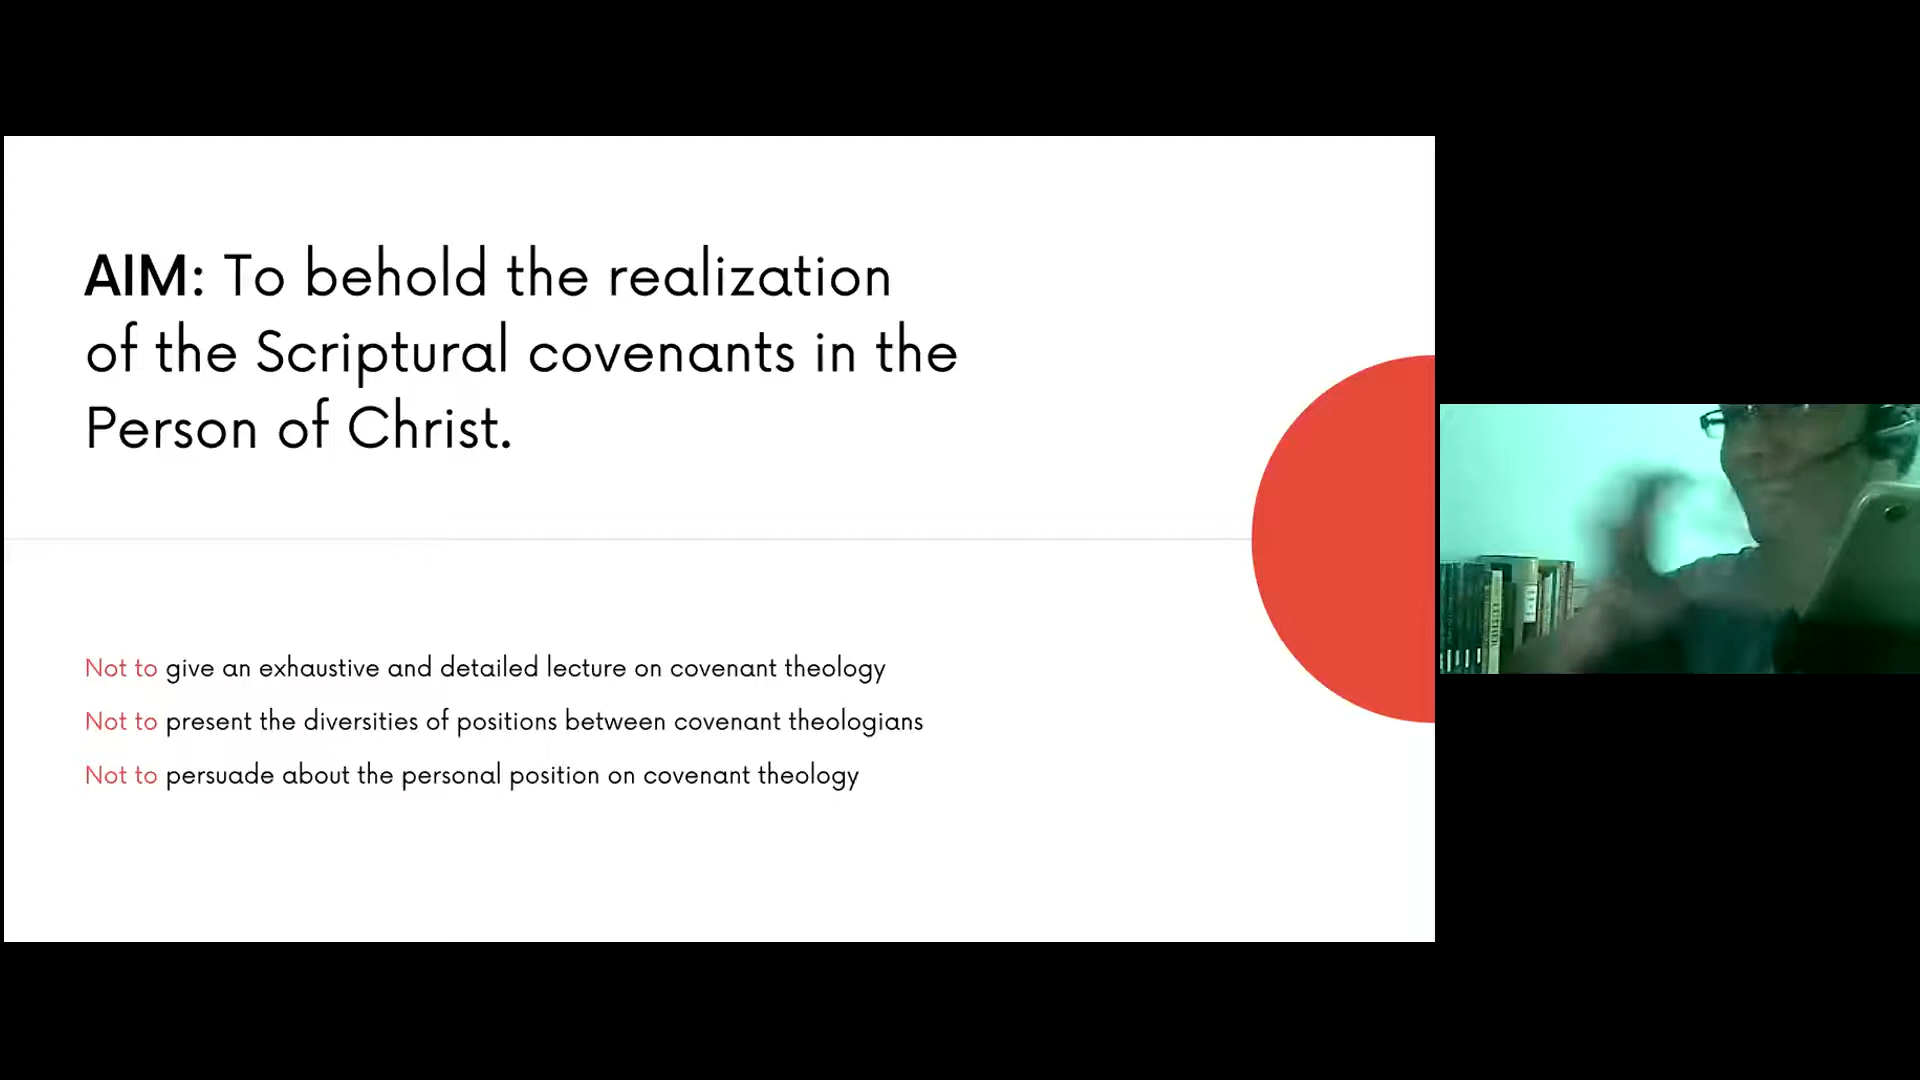 AIM: To behold the realization
of the Scriptural covenants in the
Person of Christ.
Not to give an exhaustive and detailed lecture on covenant theology
Not to present the diversities of positions between covenant theologians
Not to persuade about the personal position on covenant theology